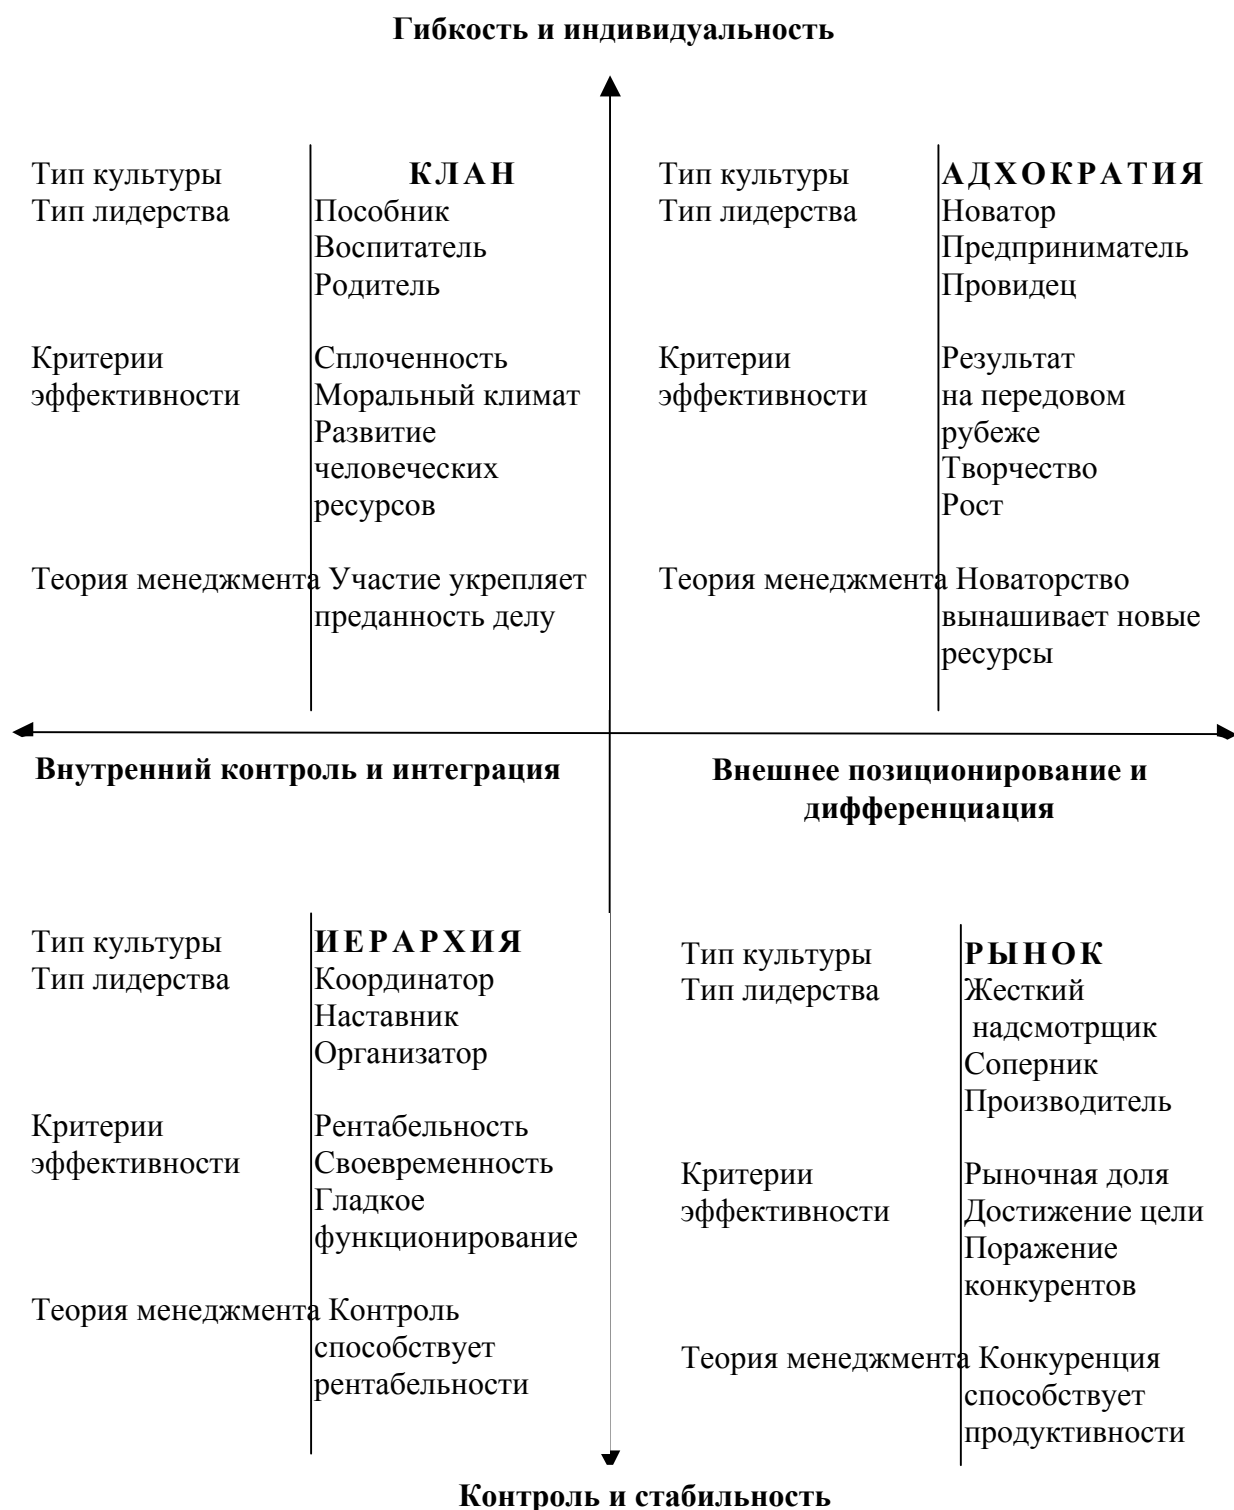 Гибкость и индивидуальность
Тип культуры КЛАН
Тип лидерства Пособник
Воспитатель
Родитель
Критерии Сплоченность
эффективности Моральный климат
Развитие
человеческих
ресурсов
Теория менеджмента Участие укрепляет
преданность делу
Тип культуры АДХОКРАТИЯ
Тип лидерства Новатор
Предприниматель
Провидец
Критерии Результат
эффективности на передовом
рубеже
Творчество
Рост
Теория менеджмента Новаторство
вынашивает новые
ресурсы
Внутренний контроль и интеграция
Внешнее позиционирование и
дифференциация
Тип культуры ИЕРАРХИЯ
Тип лидерства Координатор
Наставник
Организатор
Критерии Рентабельность
эффективности Своевременность
Гладкое
функционирование
Теория менеджмента Контроль
способствует
рентабельности
Тип культуры РЫНОК
Тип лидерства Жесткий
надсмотрщик
Соперник
Производитель
Критерии Рыночная доля
эффективности Достижение цели
Поражение
конкурентов
Теория менеджмента Конкуренция
способствует
продуктивности
Контроль и стабильность